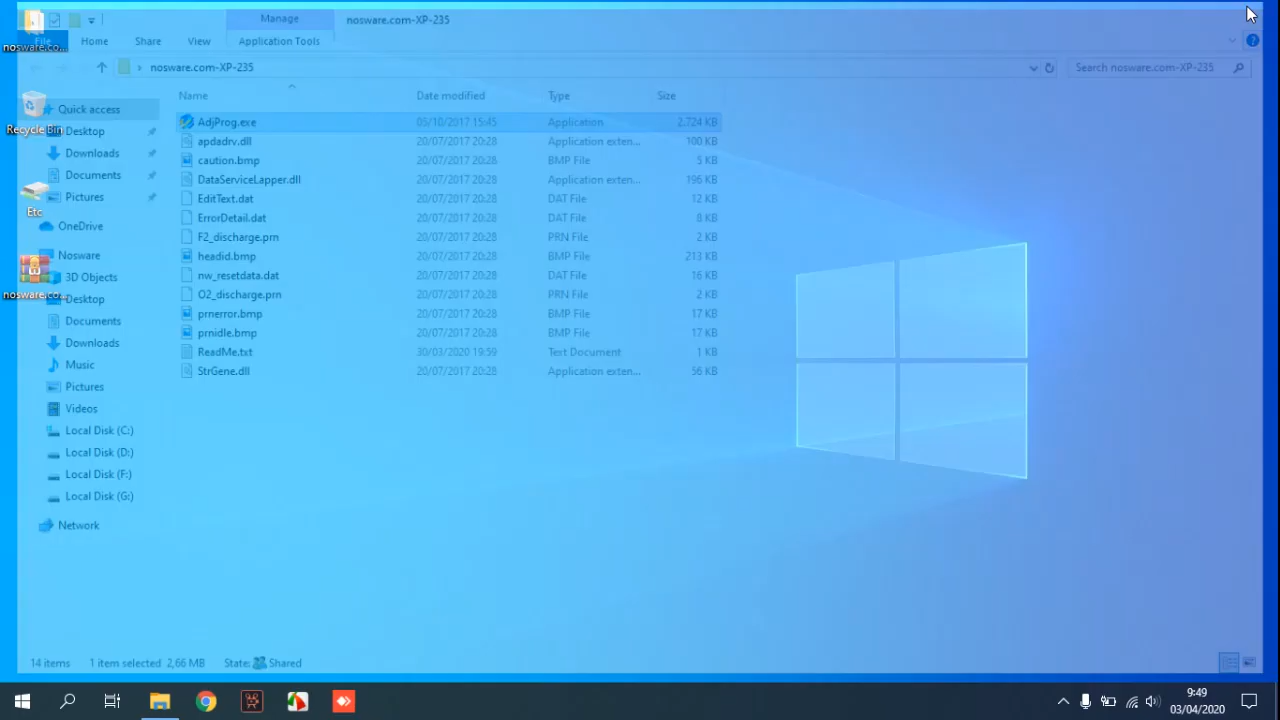 Manage
nosware.com-XP-235
File
Home
Share
View
Application Tools
nosware.co...
nosware.com-XP-235
Search nosware.com-XP-235
Name
Date modified
Type
Size
Quick access
Desktop
Downloads
Documents
Pictures
OneDrive
Nosware
3D Objects
Desktop
Documents
Downloads
Music
Pictures
Videos
Local Disk (C:)
Local Disk (D:)
Local Disk (F:)
Local Disk (G:)
Network
Recycle Bin
Etc
nosware.co...
AdjProg.exe 05/10/2017 15:45 Application 2.724 KB
apdadrv.dll 20/07/2017 20:28 Application exten... 100 KB
caution.bmp 20/07/2017 20:28 BMP File 5 KB
DataServiceLapper.dll 20/07/2017 20:28 Application exten... 196 KB
EditText.dat 20/07/2017 20:28 DAT File 12 KB
ErrorDetail.dat 20/07/2017 20:28 DAT File 8 KB
F2_discharge.prn 20/07/2017 20:28 PRN File 2 KB
headid.bmp 20/07/2017 20:28 BMP File 213 KB
nw_resetdata.dat 20/07/2017 20:28 DAT File 16 KB
O2_discharge.prn 20/07/2017 20:28 PRN File 2 KB
prnerror.bmp 20/07/2017 20:28 BMP File 17 KB
prnidle.bmp 20/07/2017 20:28 BMP File 17 KB
ReadMe.txt 30/03/2020 19:59 Text Document 1 KB
StrGene.dll 20/07/2017 20:28 Application exten... 56 KB
14 items 1 item selected 2,66 MB State: Shared
9:49
03/04/2020